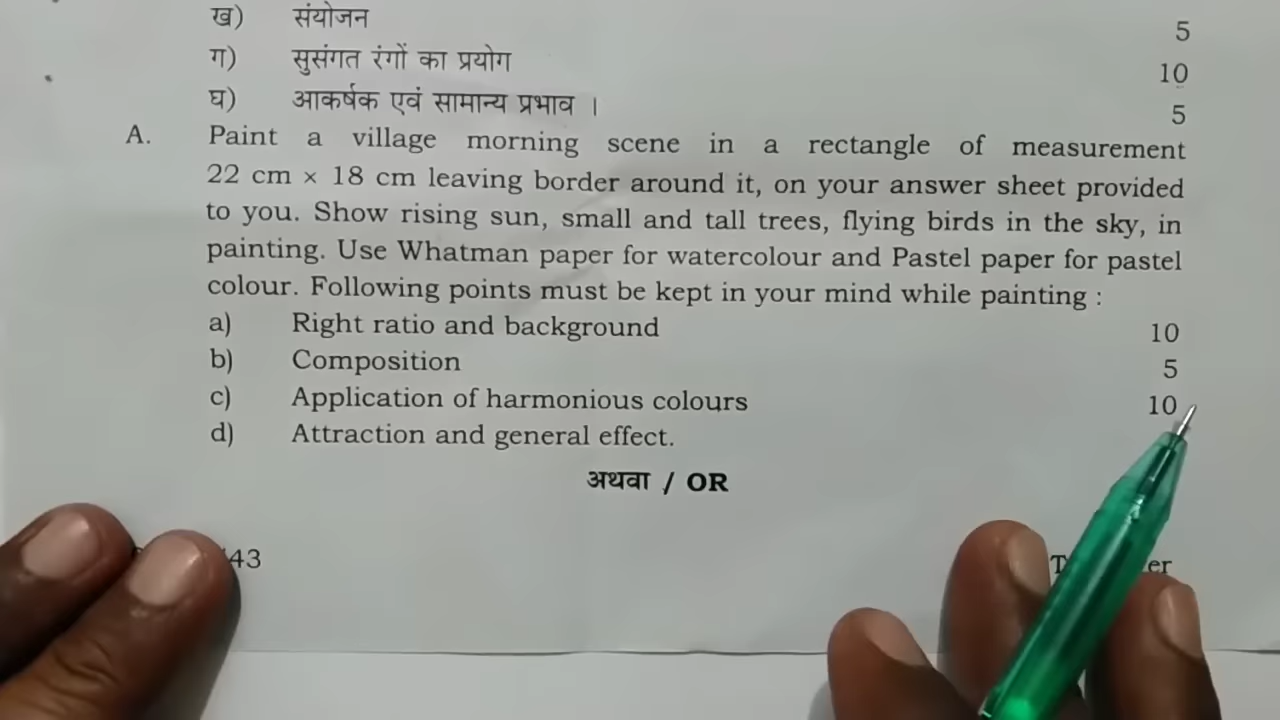 ख) संयोजन 5
ग) सुसंगत रंगों का प्रयोग 10
घ) आकर्षक एवं सामान्य प्रभाव । 5
A. Paint a village morning scene in a rectangle of measurement
22 cm × 18 cm leaving border around it, on your answer sheet provided
to you. Show rising sun, small and tall trees, flying birds in the sky, in
painting. Use Whatman paper for watercolour and Pastel paper for pastel
colour. Following points must be kept in your mind while painting :
a) Right ratio and background 10
b) Composition 5
c) Application of harmonious colours 10
d) Attraction and general effect.
अथवा / OR
43